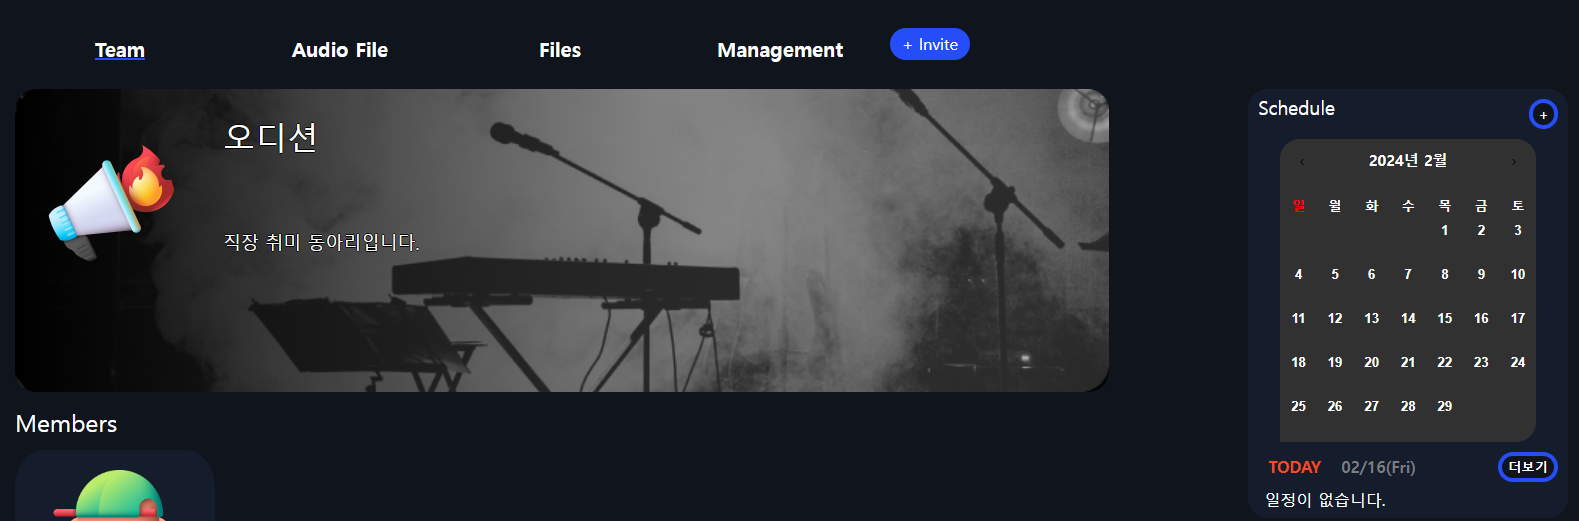 Team Audio File Files Management + Invite
오디션
직장 취미 동아리입니다.
Members
Schedule +
‹ 2024년 2월 ›
일 월 화 수 목 금 토
1 2 3
4 5 6 7 8 9 10
11 12 13 14 15 16 17
18 19 20 21 22 23 24
25 26 27 28 29
TODAY 02/16(Fri) 더보기
일정이 없습니다.